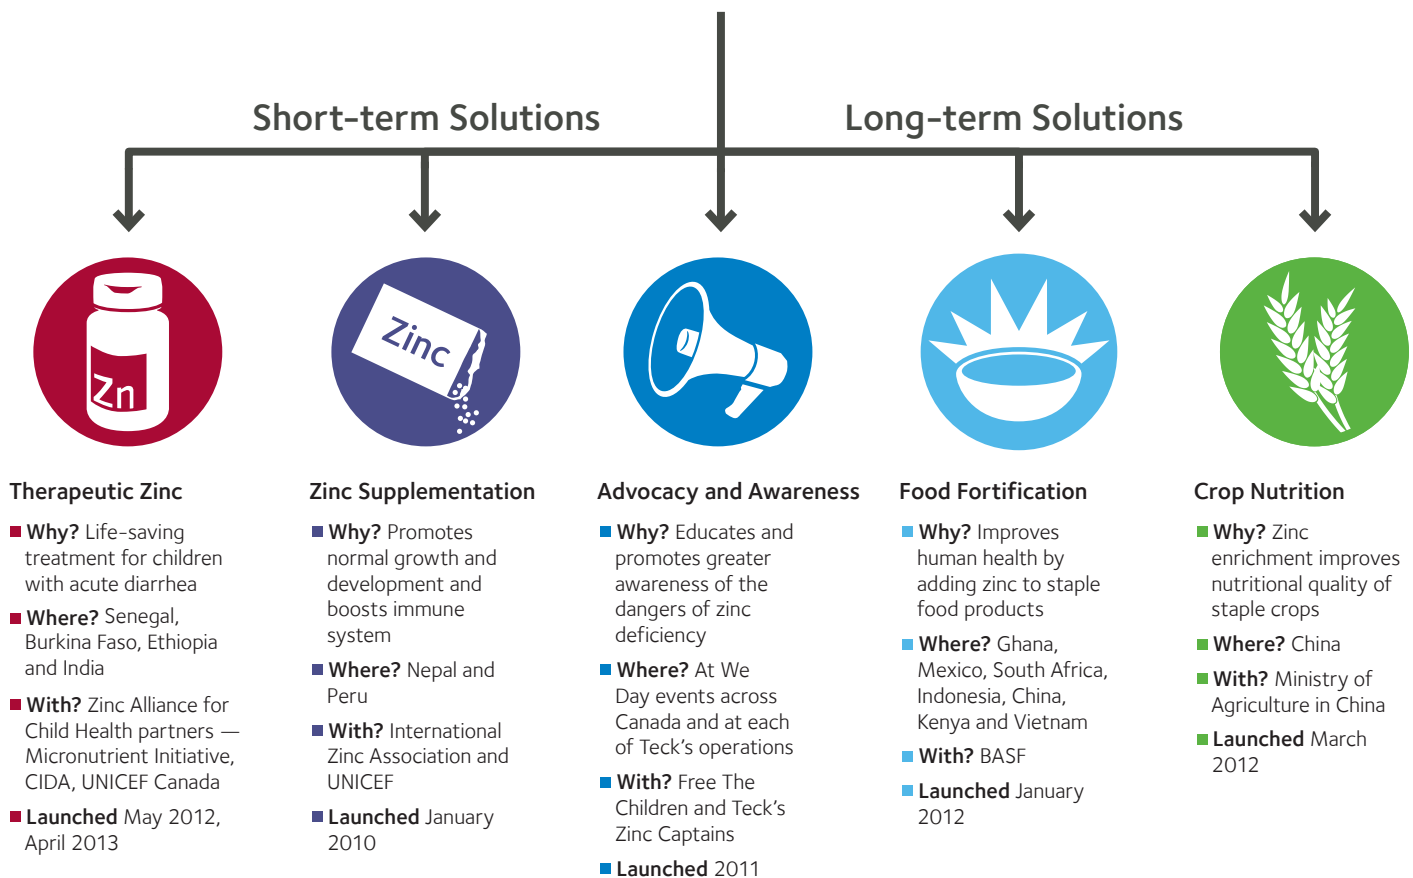 Short-term Solutions
Long-term Solutions
Zn
Zinc
Therapeutic Zinc
Why? Life-saving
treatment for children
with acute diarrhea
Where? Senegal,
Burkina Faso, Ethiopia
and India
With? Zinc Alliance for
Child Health partners —
Micronutrient Initiative,
CIDA, UNICEF Canada
Launched May 2012,
April 2013
Zinc Supplementation
Why? Promotes
normal growth and
development and
boosts immune
system
Where? Nepal and
Peru
With? International
Zinc Association and
UNICEF
Launched January
2010
Advocacy and Awareness
Why? Educates and
promotes greater
awareness of the
dangers of zinc
deficiency
Where? At We
Day events across
Canada and at each
of Teck’s operations
With? Free The
Children and Teck’s
Zinc Captains
Launched 2011
Food Fortification
Why? Improves
human health by
adding zinc to staple
food products
Where? Ghana,
Mexico, South Africa,
Indonesia, China,
Kenya and Vietnam
With? BASF
Launched January
2012
Crop Nutrition
Why? Zinc
enrichment improves
nutritional quality of
staple crops
Where? China
With? Ministry of
Agriculture in China
Launched March
2012